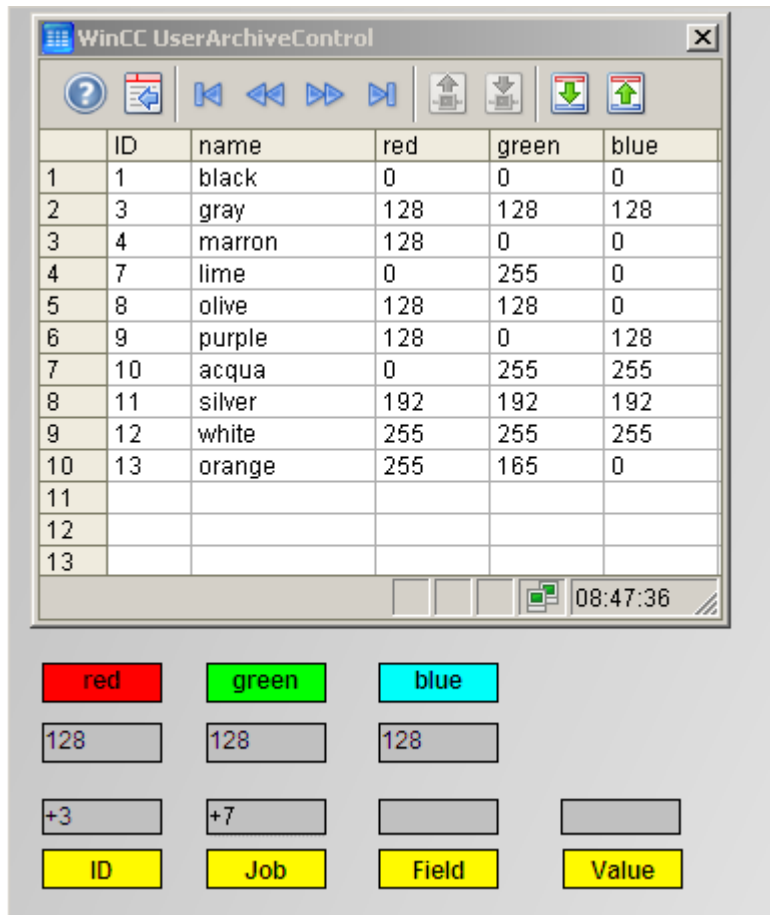 WinCC UserArchiveControl
ID name red green blue
1 1 black 0 0 0
2 3 gray 128 128 128
3 4 marron 128 0 0
4 7 lime 0 255 0
5 8 olive 128 128 0
6 9 purple 128 0 128
7 10 acqua 0 255 255
8 11 silver 192 192 192
9 12 white 255 255 255
10 13 orange 255 165 0
11
12
13
08:47:36
red green blue
128 128 128
+3 +7
ID Job Field Value